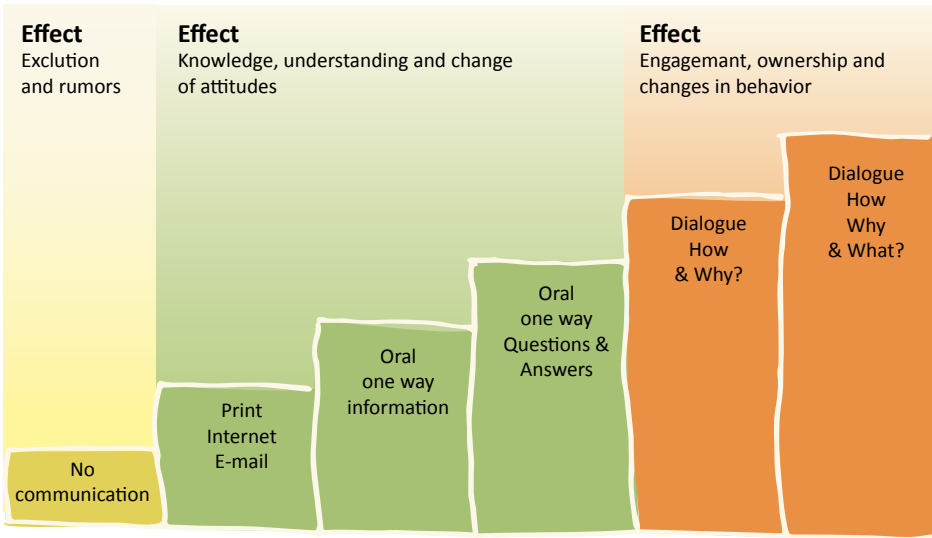 Effect
Exclution
and rumors
Effect
Knowledge, understanding and change
of attitudes
Effect
Engagemant, ownership and
changes in behavior
No
communication
Print
Internet
E-mail
Oral
one way
information
Oral
one way
Questions &
Answers
Dialogue
How
& Why?
Dialogue
How
Why
& What?